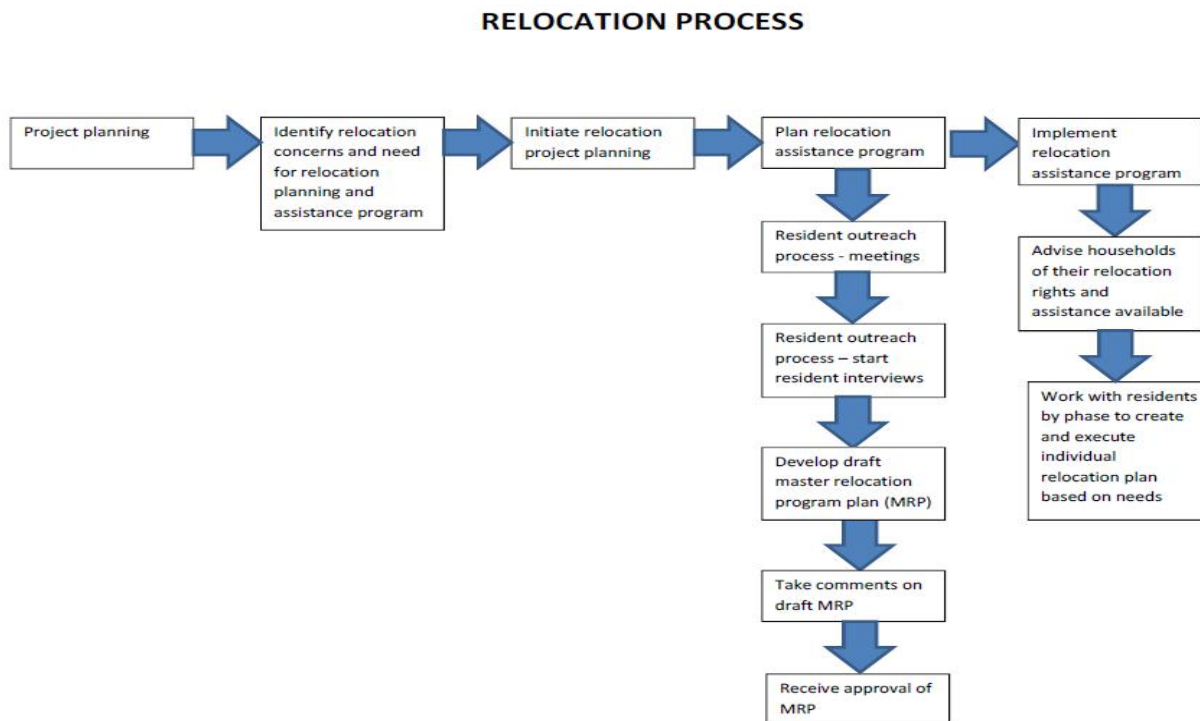 RELOCATION PROCESS
Project planning
Identify relocation
concerns and need
for relocation
planning and
assistance program
Initiate relocation
project planning
Plan relocation
assistance program
Implement
relocation
assistance program
Resident outreach
process - meetings
Advise households
of their relocation
rights and
assistance available
Resident outreach
process – start
resident interviews
Work with residents
by phase to create
and execute
individual
relocation plan
based on needs
Develop draft
master relocation
program plan (MRP)
Take comments on
draft MRP
Receive approval of
MRP